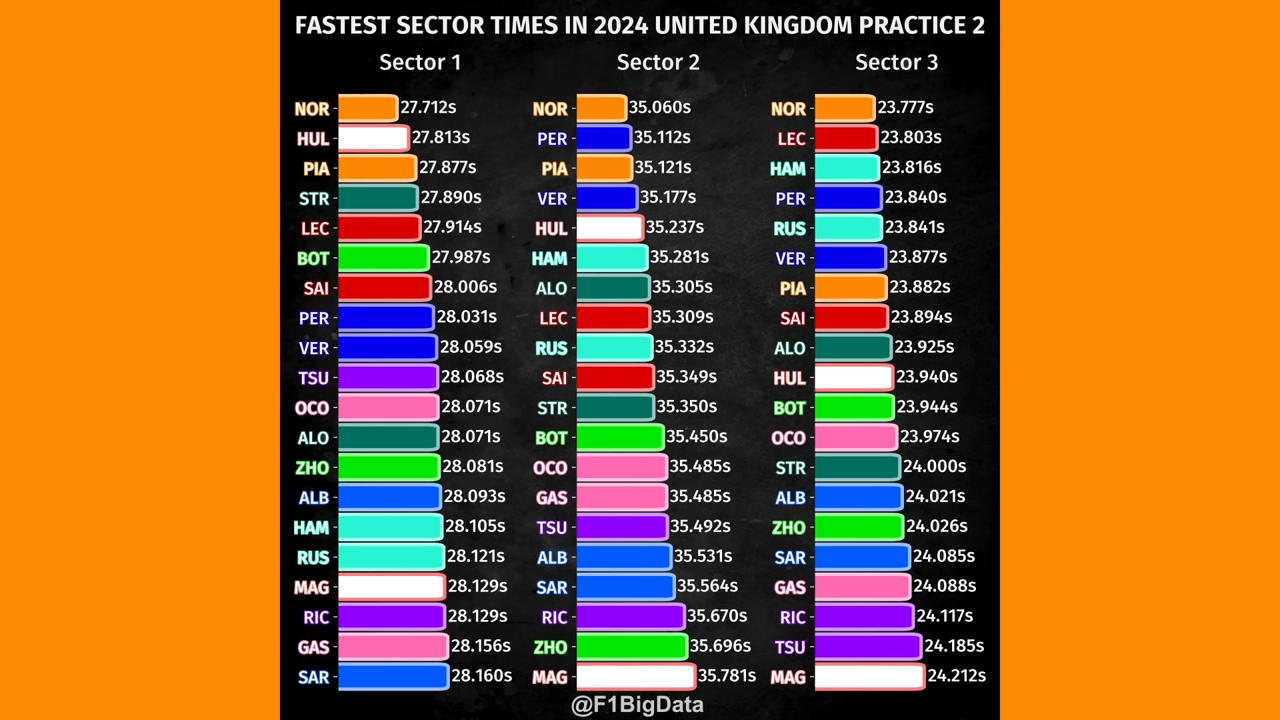 FASTEST SECTOR TIMES IN 2024 UNITED KINGDOM PRACTICE 2
Sector 1
NOR 27.712s
HUL 27.813s
PIA 27.877s
STR 27.890s
LEC 27.914s
BOT 27.987s
SAI 28.006s
PER 28.031s
VER 28.059s
TSU 28.068s
OCO 28.071s
ALO 28.071s
ZHO 28.081s
ALB 28.093s
HAM 28.105s
RUS 28.121s
MAG 28.129s
RIC 28.129s
GAS 28.156s
SAR 28.160s
Sector 2
NOR 35.060s
PER 35.112s
PIA 35.121s
VER 35.177s
HUL 35.237s
HAM 35.281s
ALO 35.305s
LEC 35.309s
RUS 35.332s
SAI 35.349s
STR 35.350s
BOT 35.450s
OCO 35.485s
GAS 35.485s
TSU 35.492s
ALB 35.531s
SAR 35.564s
RIC 35.670s
ZHO 35.696s
MAG 35.781s
Sector 3
NOR 23.777s
LEC 23.803s
HAM 23.816s
PER 23.840s
RUS 23.841s
VER 23.877s
PIA 23.882s
SAI 23.894s
ALO 23.925s
HUL 23.940s
BOT 23.944s
OCO 23.974s
STR 24.000s
ALB 24.021s
ZHO 24.026s
SAR 24.085s
GAS 24.088s
RIC 24.117s
TSU 24.185s
MAG 24.212s
@F1BigData